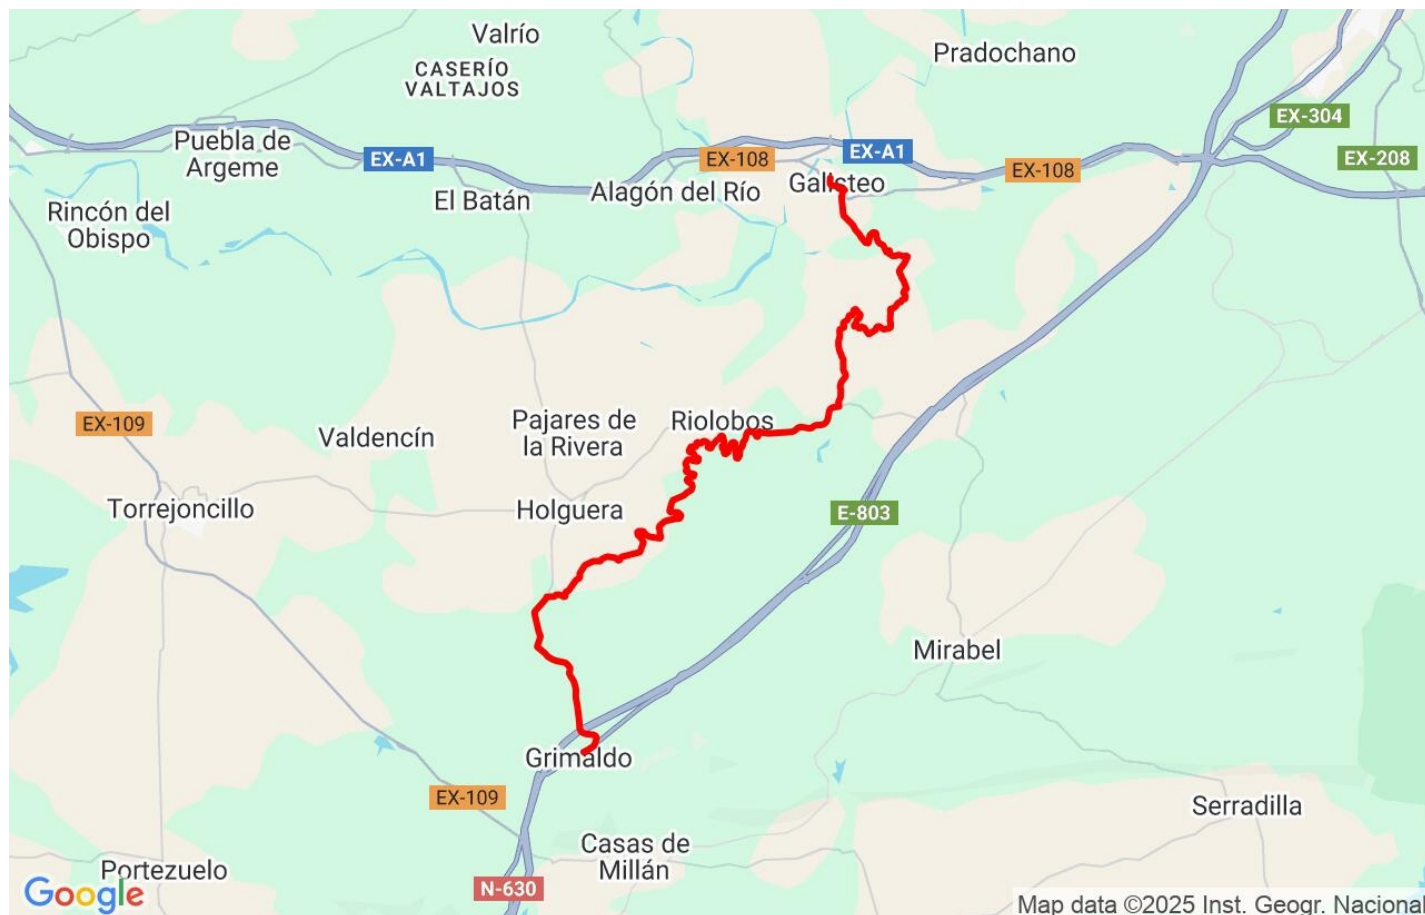 Valrío
Pradochano
CASERÍO
VALTAJOS
EX-304
Puebla de
Argeme
EX-A1
EX-108
EX-A1
EX-108
EX-208
Galisteo
Alagón del Río
El Batán
Rincón del
Obispo
EX-109
Valdencín
Pajares de
la Rivera
Riolobos
Torrejoncillo
Holguera
E-803
Mirabel
Grimaldo
EX-109
Serradilla
Casas de
Millán
Portezuelo
N-630
Google
Map data ©2025 Inst. Geogr. Nacional